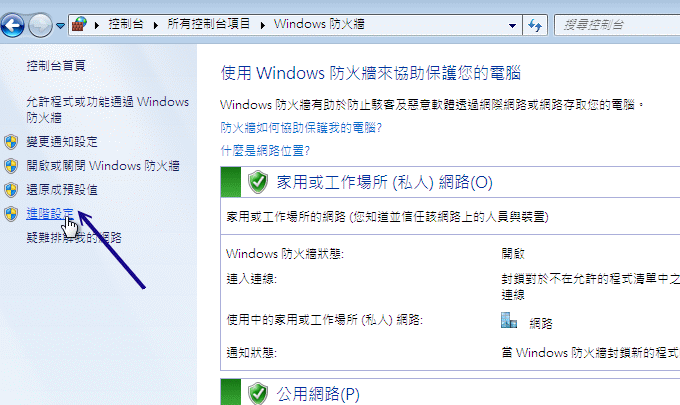 控制台 ▸ 所有控制台項目 ▸ Windows 防火牆
搜尋控制台
控制台首頁
允許程式或功能通過 Windows
防火牆
變更通知設定
開啟或關閉 Windows 防火牆
還原成預設值
進階設定
疑難排解我的網路
使用 Windows 防火牆來協助保護您的電腦
Windows 防火牆有助於防止駭客及惡意軟體透過網際網路或網路存取您的電腦。
防火牆如何協助保護我的電腦?
什麼是網路位置?
家用或工作場所 (私人) 網路(O)
家用或工作場所的網路 (您知道並信任該網路上的人員與裝置)
Windows 防火牆狀態:
開啟
連入連線:
封鎖對於不在允許的程式清單中之
連線
使用中的家用或工作場所 (私人) 網路:
網路
通知狀態:
當 Windows 防火牆封鎖新的程式
公用網路(P)